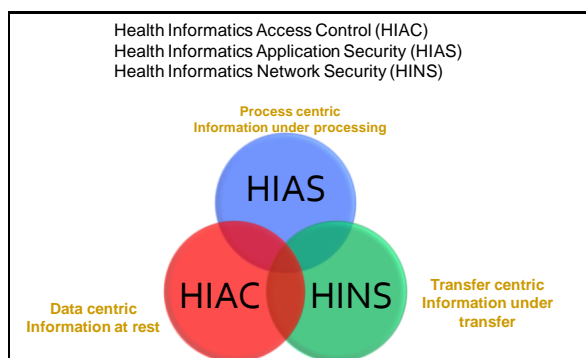 Health Informatics Access Control (HIAC)
Health Informatics Application Security (HIAS)
Health Informatics Network Security (HINS)
Process centric
Information under processing
HIAS
HIAC
HINS
Data centric
Information at rest
Transfer centric
Information under
transfer